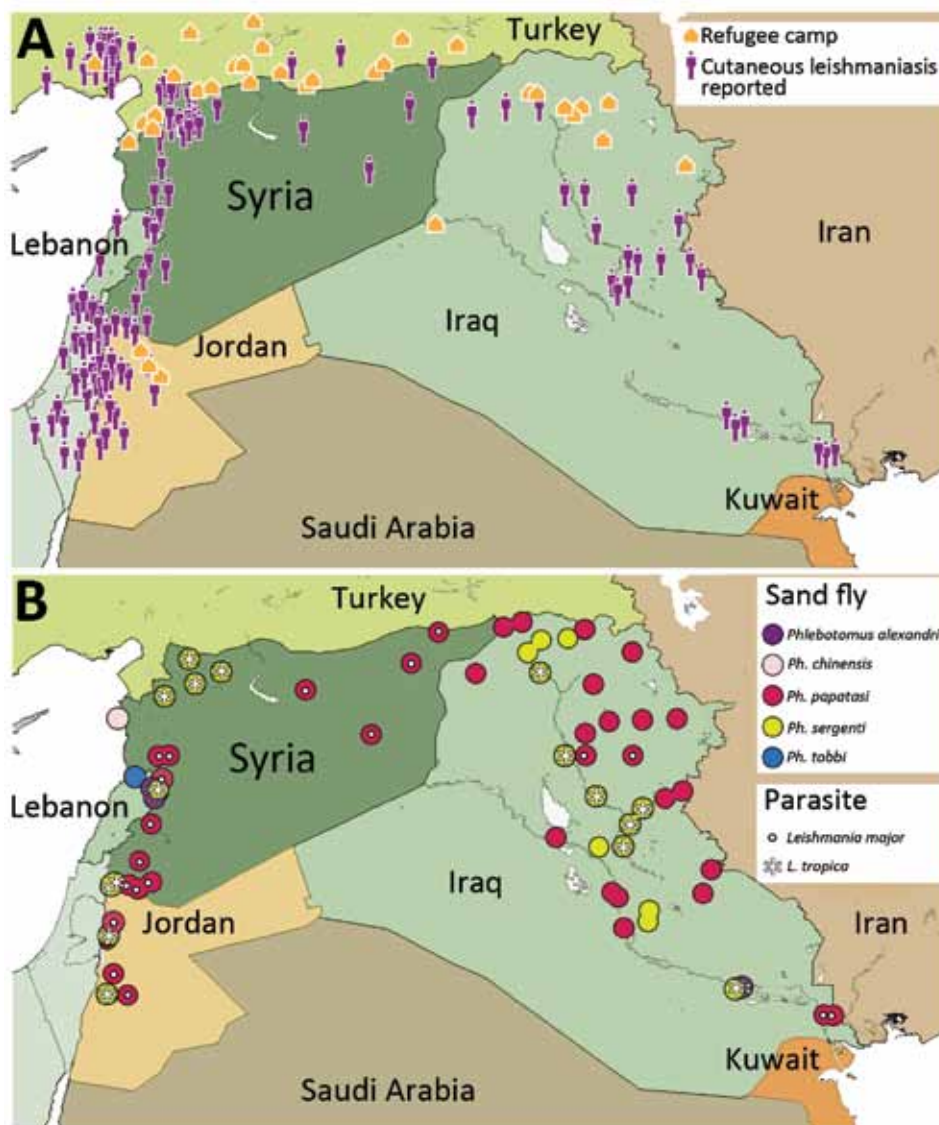 A
Turkey
Refugee camp
Cutaneous leishmaniasis
reported
Syria
Lebanon
Iran
Iraq
Jordan
Kuwait
Saudi Arabia
B
Turkey
Sand fly
Phlebotomus alexandri
Ph. chinensis
Ph. papatasi
Ph. sergenti
Ph. tobbi
Syria
Lebanon
Parasite
Leishmania major
L. tropica
Iraq
Jordan
Iran
Kuwait
Saudi Arabia